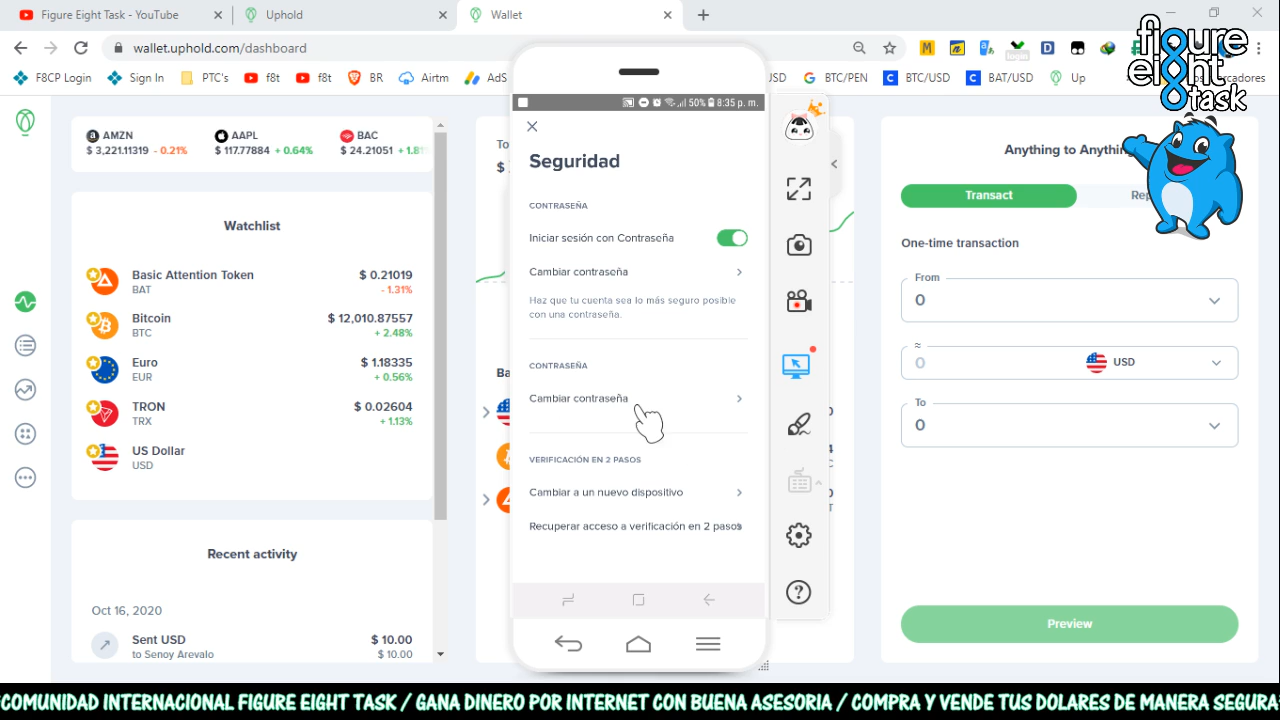 Figure Eight Task - YouTube
Uphold
Wallet
wallet.uphold.com/dashboard
F8CP Login
Sign In
PTC's
f8t
f8t
BR
Airtm
AdS
USD
BTC/PEN
BTC/USD
BAT/USD
Up
figure
eight
task
AMZN
$ 3,221.11319 -0.21%
AAPL
$ 117.77884 + 0.64%
BAC
$ 24.21051
Watchlist
Basic Attention Token
BAT
$ 0.21019
- 1.31%
Bitcoin
BTC
$ 12,010.87557
+ 2.48%
Euro
EUR
$ 1.18335
+ 0.56%
TRON
TRX
$ 0.02604
+ 1.13%
US Dollar
USD
Recent activity
Oct 16, 2020
Sent USD
to Senoy Arevalo
$ 10.00
$ 10.00
50% 8:35 p. m.
Seguridad
CONTRASEÑA
Iniciar sesión con Contraseña
Cambiar contraseña
Haz que tu cuenta sea lo más seguro posible
con una contraseña.
CONTRASEÑA
Cambiar contraseña
VERIFICACIÓN EN 2 PASOS
Cambiar a un nuevo dispositivo
Recuperar acceso a verificación en 2 pasos
Anything to Anything
Transact
One-time transaction
From
0
≈
0
USD
To
0
Preview
COMUNIDAD INTERNACIONAL FIGURE EIGHT TASK / GANA DINERO POR INTERNET CON BUENA ASESORIA / COMPRA Y VENDE TUS DOLARES DE MANERA SEGURA